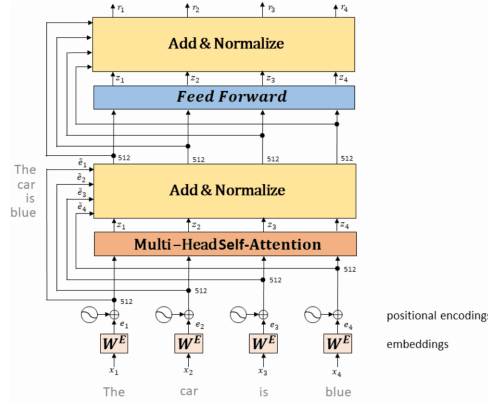 r1 r2 r3 r4
Add & Normalize
z1 z2 z3 z4
Feed Forward
512 512 512 512
The
car
is
blue
ẽ1
ẽ2
ẽ3
ẽ4
Add & Normalize
z1 z2 z3 z4
Multi-Head Self-Attention
512
512
512
512
positional encodings
e1 e2 e3 e4
W^E W^E W^E W^E
embeddings
x1 x2 x3 x4
The car is blue